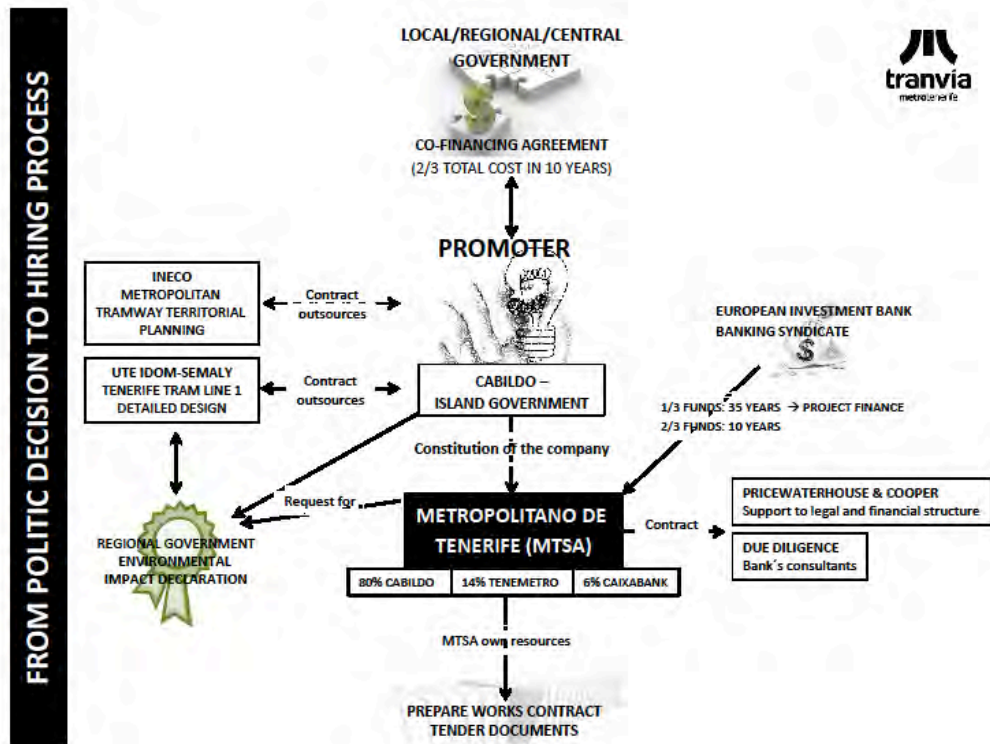 FROM POLITIC DECISION TO HIRING PROCESS
LOCAL/REGIONAL/CENTRAL
GOVERNMENT
tranvia
metrotenerife
CO-FINANCING AGREEMENT
(2/3 TOTAL COST IN 10 YEARS)
PROMOTER
INECO
METROPOLITAN
TRAMWAY TERRITORIAL
PLANNING
Contract
outsources
EUROPEAN INVESTMENT BANK
BANKING SYNDICATE
UTE IDOM-SEMALY
TENERIFE TRAM LINE 1
DETAILED DESIGN
Contract
outsources
CABILDO –
ISLAND GOVERNMENT
1/3 FUNDS: 35 YEARS → PROJECT FINANCE
2/3 FUNDS: 10 YEARS
Constitution of the company
Request for
METROPOLITANO DE
TENERIFE (MTSA)
Contract
PRICEWATERHOUSE & COOPER
Support to legal and financial structure
DUE DILIGENCE
Bank´s consultants
REGIONAL GOVERNMENT
ENVIRONMENTAL
IMPACT DECLARATION
80% CABILDO
14% TENEMETRO
6% CAIXABANK
MTSA own resources
PREPARE WORKS CONTRACT
TENDER DOCUMENTS